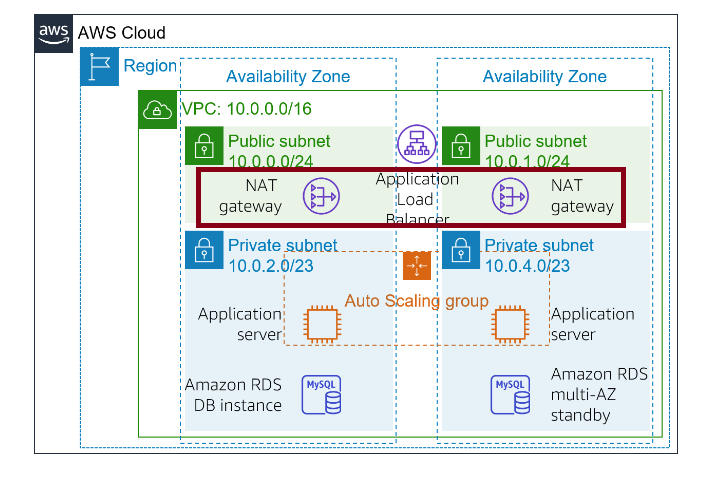 aws
AWS Cloud
Region
Availability Zone
Availability Zone
VPC: 10.0.0.0/16
Public subnet
10.0.0.0/24
Public subnet
10.0.1.0/24
NAT
gateway
Application
Load
Balancer
NAT
gateway
Private subnet
10.0.2.0/23
Private subnet
10.0.4.0/23
Auto Scaling group
Application
server
Application
server
Amazon RDS
DB instance
MySQL
MySQL
Amazon RDS
multi-AZ
standby